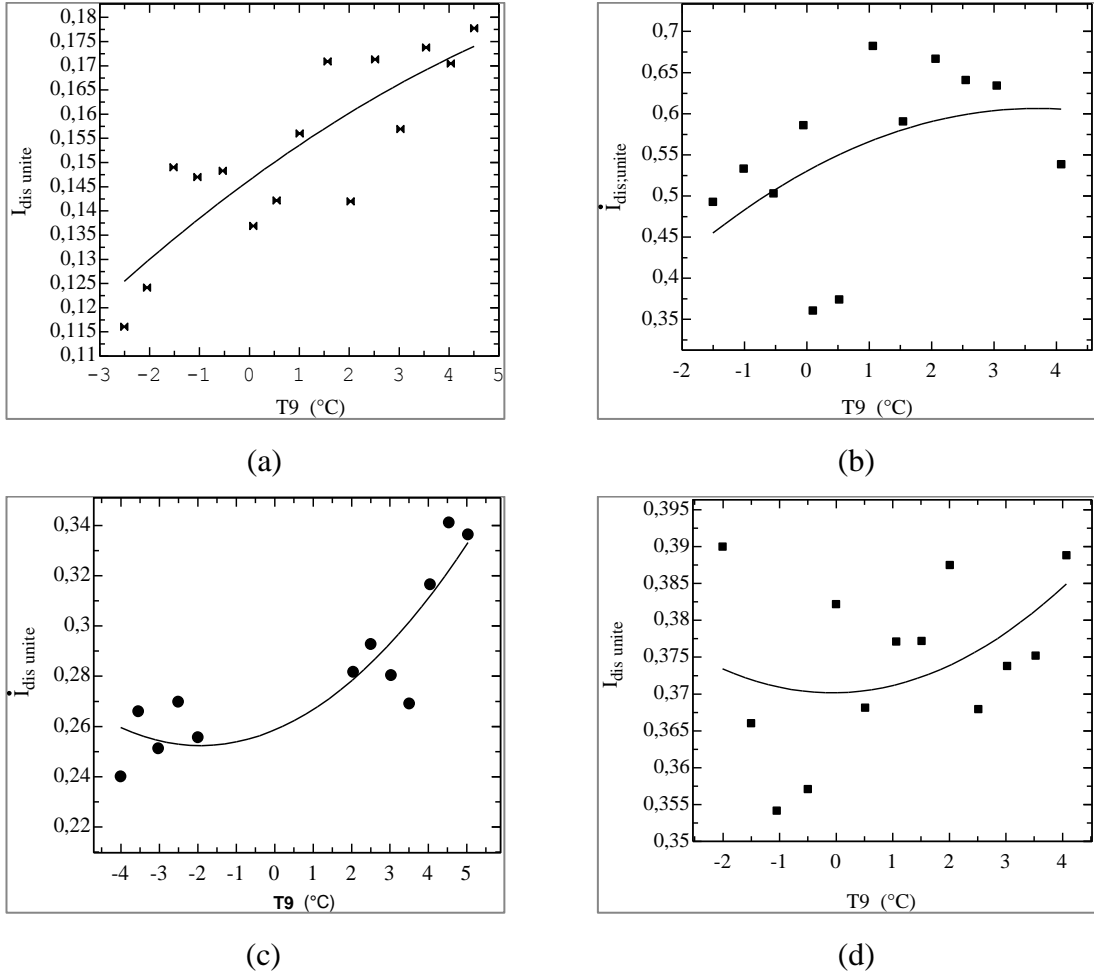 0,18
0,175
0,17
0,165
0,16
0,155
0,15
0,145
0,14
0,135
0,13
0,125
0,12
0,115
0,11
I dis unite
−3 −2 −1 0 1 2 3 4 5
T9 (°C)
(a)
0,7
0,65
0,6
0,55
0,5
0,45
0,4
0,35
İdis;unite
-2 -1 0 1 2 3 4
T9 (°C)
(b)
0,34
0,32
0,3
0,28
0,26
0,24
0,22
İdis unite
-4 -3 -2 -1 0 1 2 3 4 5
T9 (°C)
(c)
0,395
0,39
0,385
0,38
0,375
0,37
0,365
0,36
0,355
0,35
I dis unite
-2 -1 0 1 2 3 4
T9 (°C)
(d)